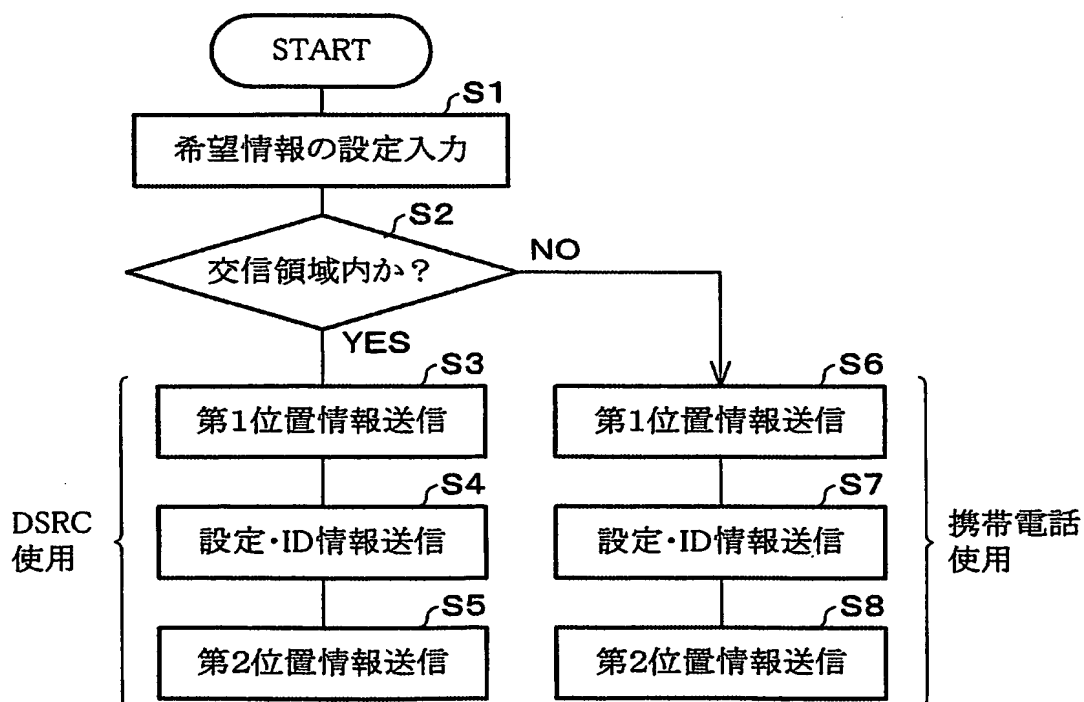 START
S1
希望情報の設定入力
S2
交信領域内か？
NO
YES
S3
第1位置情報送信
S4
設定・ID情報送信
S5
第2位置情報送信
DSRC
使用
S6
第1位置情報送信
S7
設定・ID情報送信
S8
第2位置情報送信
携帯電話
使用